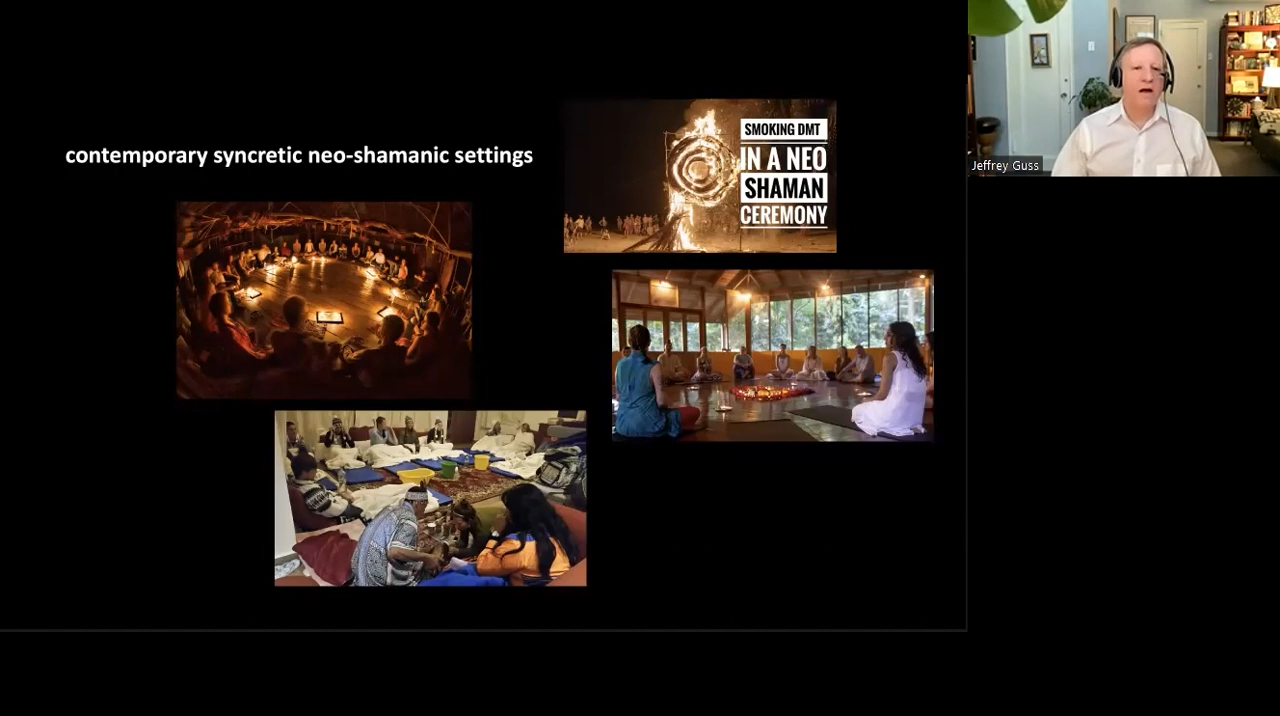 contemporary syncretic neo-shamanic settings
SMOKING DMT
IN A NEO
SHAMAN
CEREMONY
Jeffrey Guss